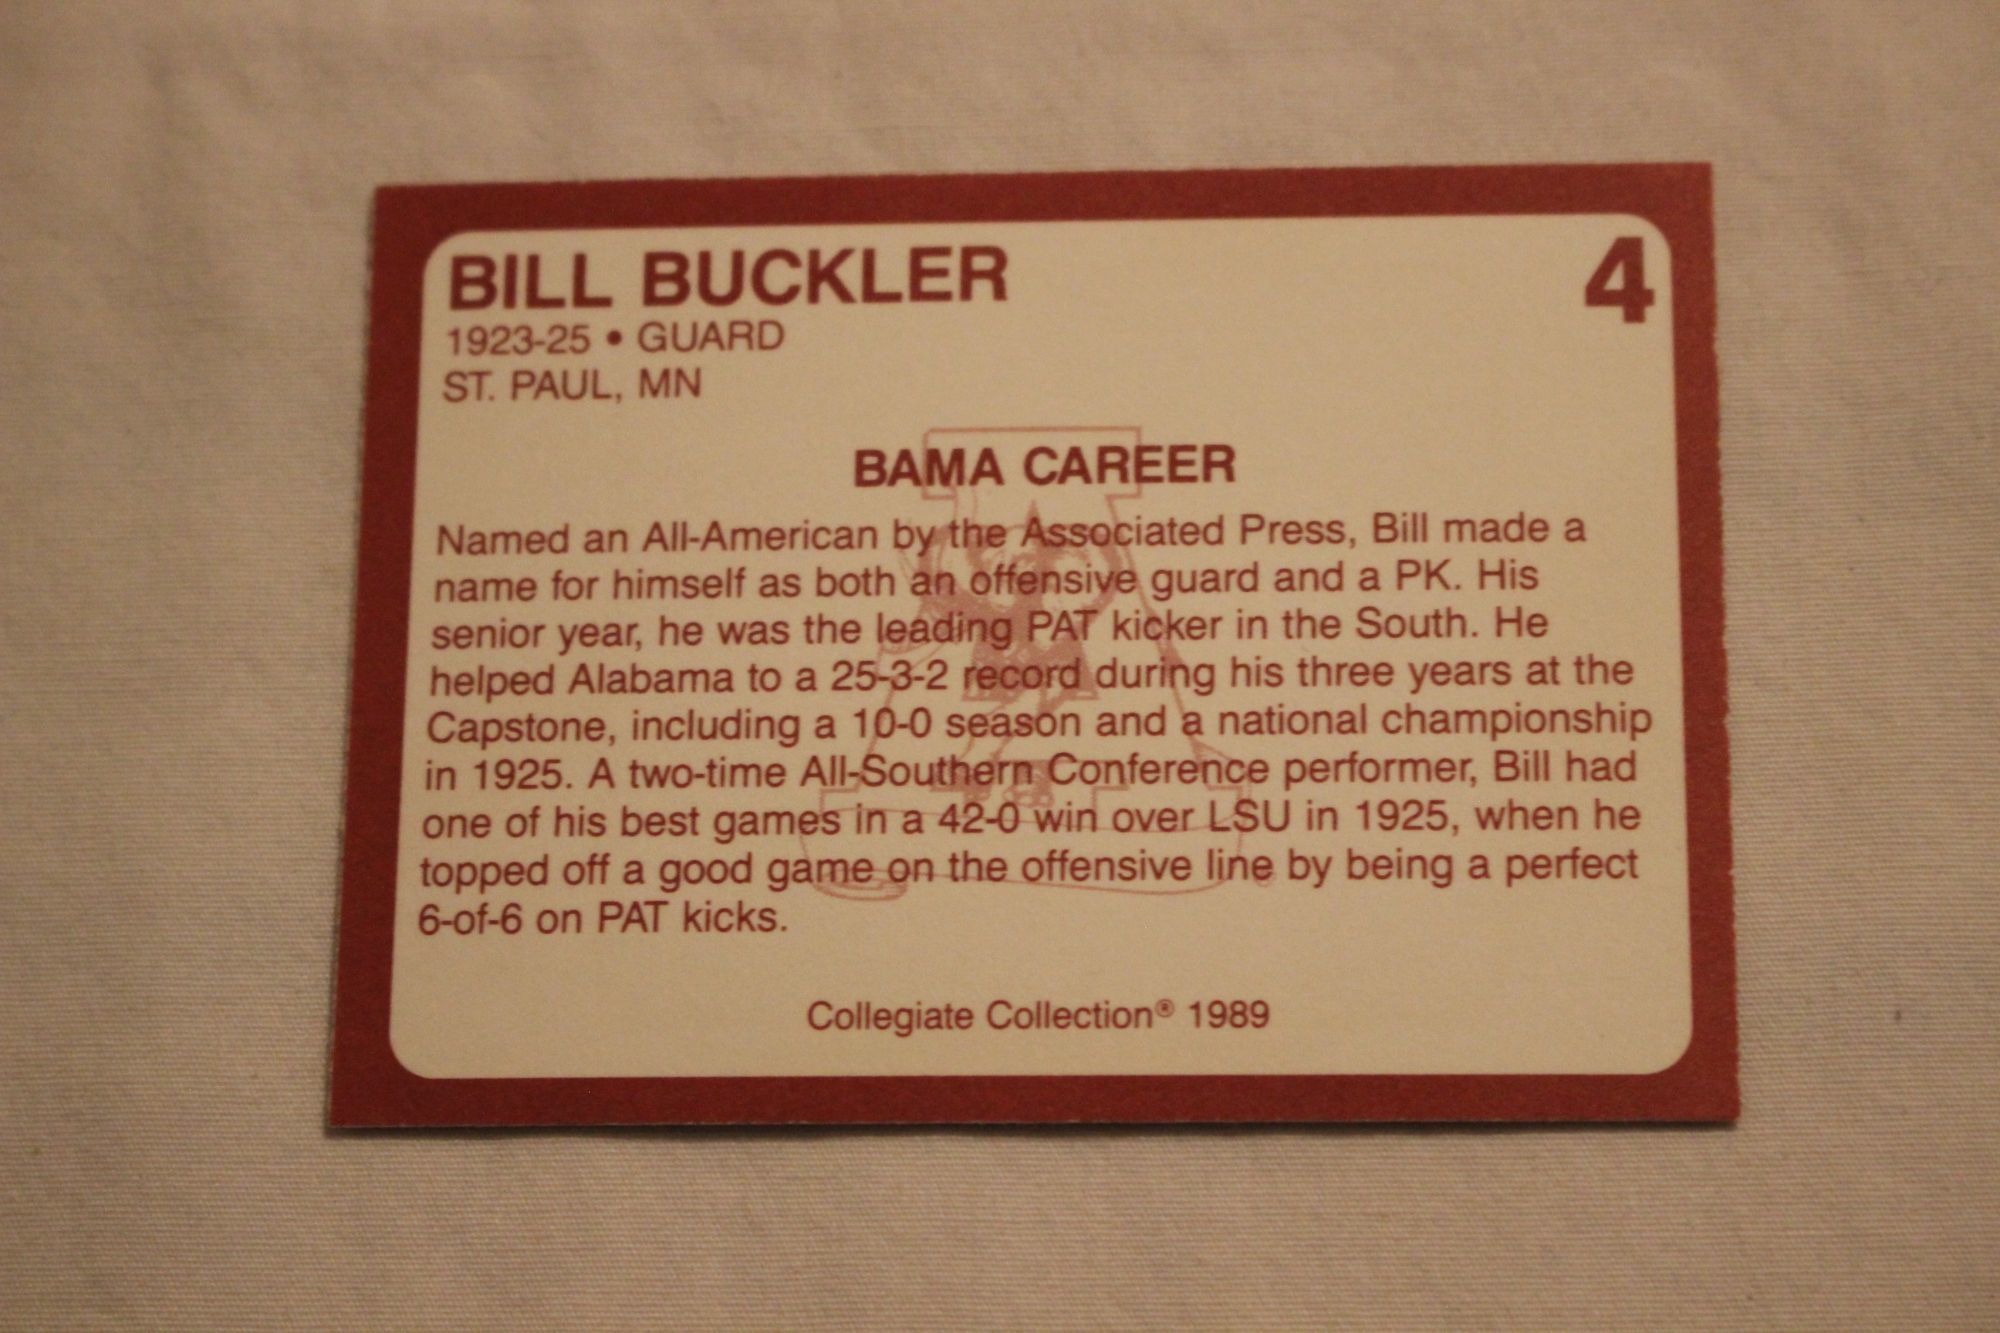 BILL BUCKLER
4
1923-25 • GUARD
ST. PAUL, MN
BAMA CAREER
Named an All-American by the Associated Press, Bill made a
name for himself as both an offensive guard and a PK. His
senior year, he was the leading PAT kicker in the South. He
helped Alabama to a 25-3-2 record during his three years at the
Capstone, including a 10-0 season and a national championship
in 1925. A two-time All-Southern Conference performer, Bill had
one of his best games in a 42-0 win over LSU in 1925, when he
topped off a good game on the offensive line by being a perfect
6-of-6 on PAT kicks.
Collegiate Collection® 1989